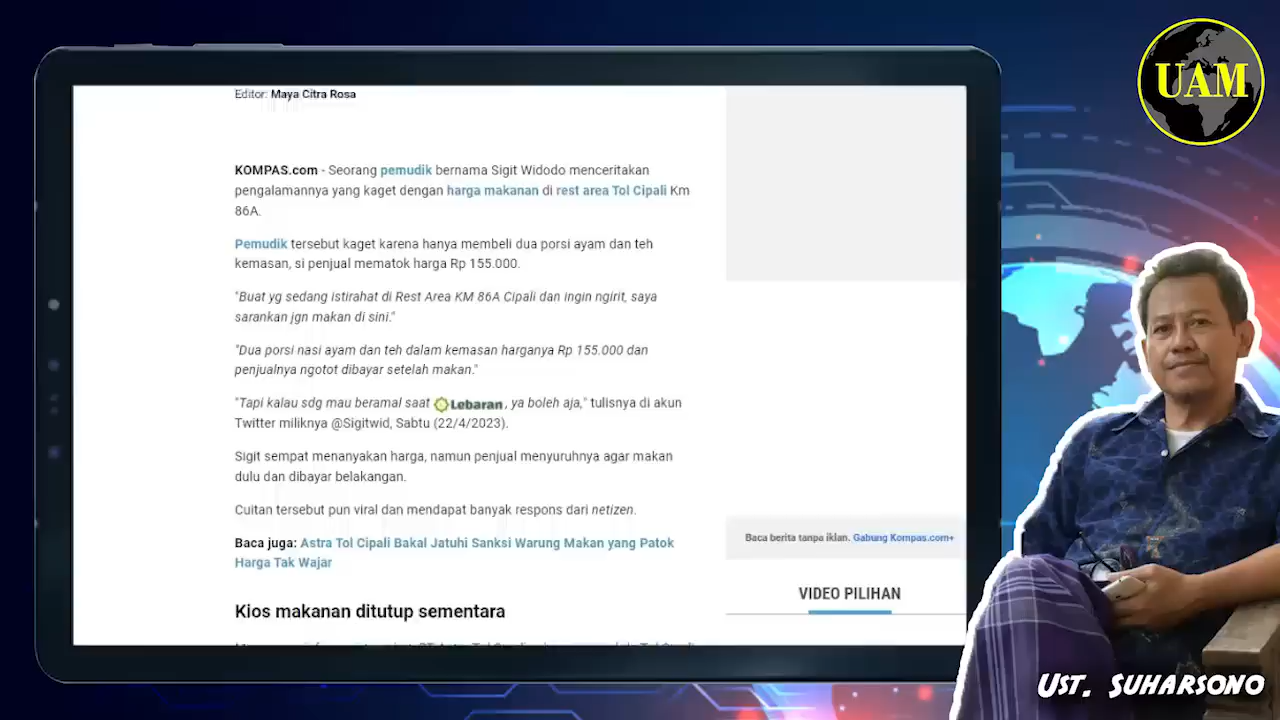 UAM
Editor: Maya Citra Rosa
KOMPAS.com - Seorang pemudik bernama Sigit Widodo menceritakan
pengalamannya yang kaget dengan harga makanan di rest area Tol Cipali Km
86A.
Pemudik tersebut kaget karena hanya membeli dua porsi ayam dan teh
kemasan, si penjual mematok harga Rp 155.000.
"Buat yg sedang istirahat di Rest Area KM 86A Cipali dan ingin ngirit, saya
sarankan jgn makan di sini."
"Dua porsi nasi ayam dan teh dalam kemasan harganya Rp 155.000 dan
penjualnya ngotot dibayar setelah makan."
"Tapi kalau sdg mau beramal saat Lebaran, ya boleh aja," tulisnya di akun
Twitter miliknya @Sigitwid, Sabtu (22/4/2023).
Sigit sempat menanyakan harga, namun penjual menyuruhnya agar makan
dulu dan dibayar belakangan.
Cuitan tersebut pun viral dan mendapat banyak respons dari netizen.
Baca juga: Astra Tol Cipali Bakal Jatuhi Sanksi Warung Makan yang Patok
Harga Tak Wajar
Kios makanan ditutup sementara
Baca berita tanpa iklan. Gabung Kompas.com+
VIDEO PILIHAN
UST. SUHARSONO